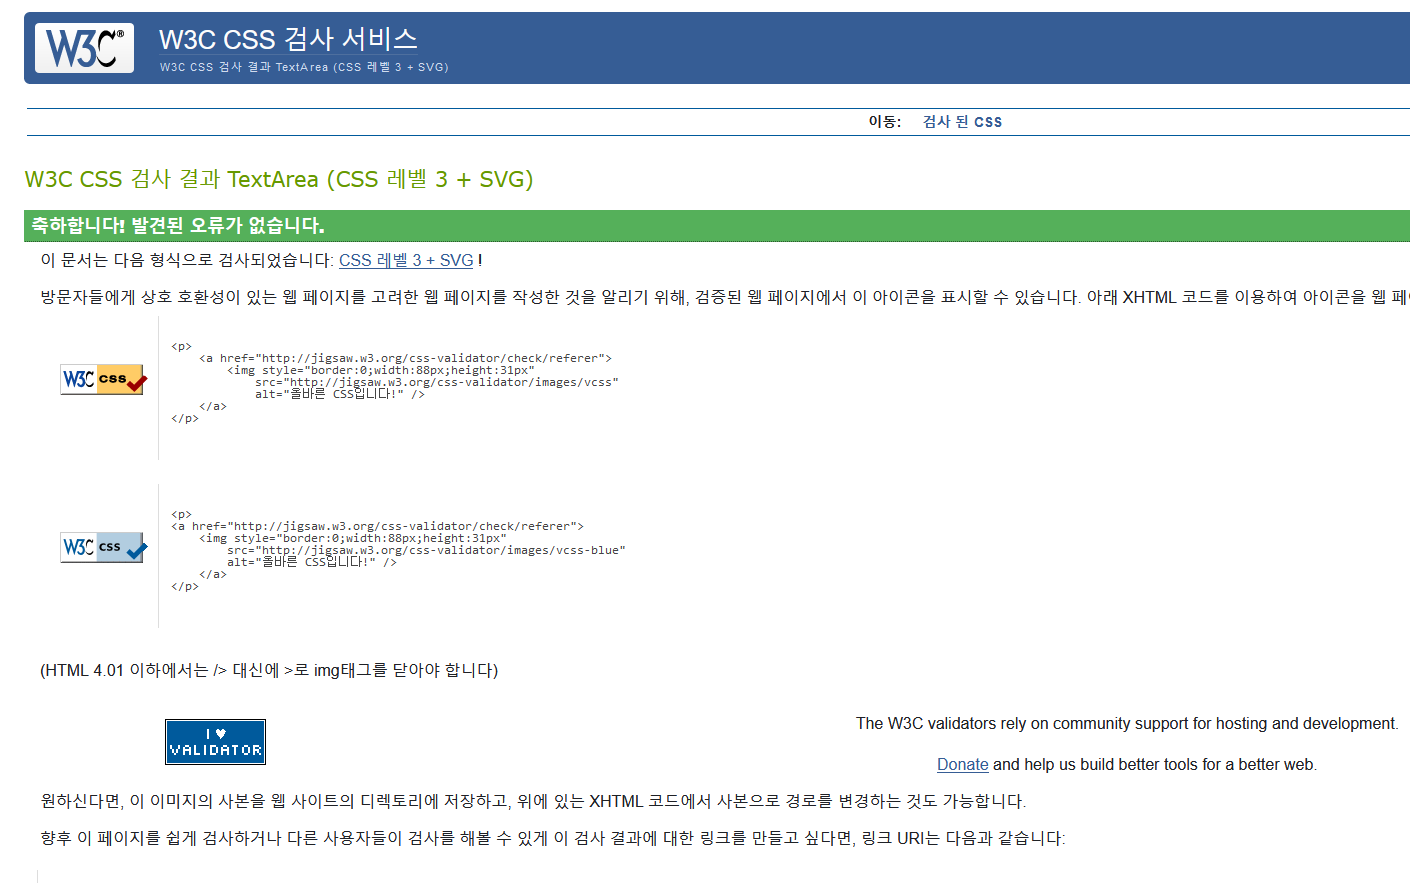 W3C®
W3C CSS 검사 서비스
W3C CSS 검사 결과 TextArea (CSS 레벨 3 + SVG)
이동: 검사 된 CSS
W3C CSS 검사 결과 TextArea (CSS 레벨 3 + SVG)
축하합니다! 발견된 오류가 없습니다.
이 문서는 다음 형식으로 검사되었습니다: CSS 레벨 3 + SVG !
방문자들에게 상호 호환성이 있는 웹 페이지를 고려한 웹 페이지를 작성한 것을 알리기 위해, 검증된 웹 페이지에서 이 아이콘을 표시할 수 있습니다. 아래 XHTML 코드를 이용하여 아이콘을 웹 페
W3C css
<p>
<a href="http://jigsaw.w3.org/css-validator/check/referer">
<img style="border:0;width:88px;height:31px"
src="http://jigsaw.w3.org/css-validator/images/vcss"
alt="올바른 CSS입니다!" />
</a>
</p>
W3C css
<p>
<a href="http://jigsaw.w3.org/css-validator/check/referer">
<img style="border:0;width:88px;height:31px"
src="http://jigsaw.w3.org/css-validator/images/vcss-blue"
alt="올바른 CSS입니다!" />
</a>
</p>
(HTML 4.01 이하에서는 /> 대신에 >로 img태그를 닫아야 합니다)
I ♥
VALIDATOR
The W3C validators rely on community support for hosting and development.
Donate and help us build better tools for a better web.
원하신다면, 이 이미지의 사본을 웹 사이트의 디렉토리에 저장하고, 위에 있는 XHTML 코드에서 사본으로 경로를 변경하는 것도 가능합니다.
향후 이 페이지를 쉽게 검사하거나 다른 사용자들이 검사를 해볼 수 있게 이 검사 결과에 대한 링크를 만들고 싶다면, 링크 URI는 다음과 같습니다: